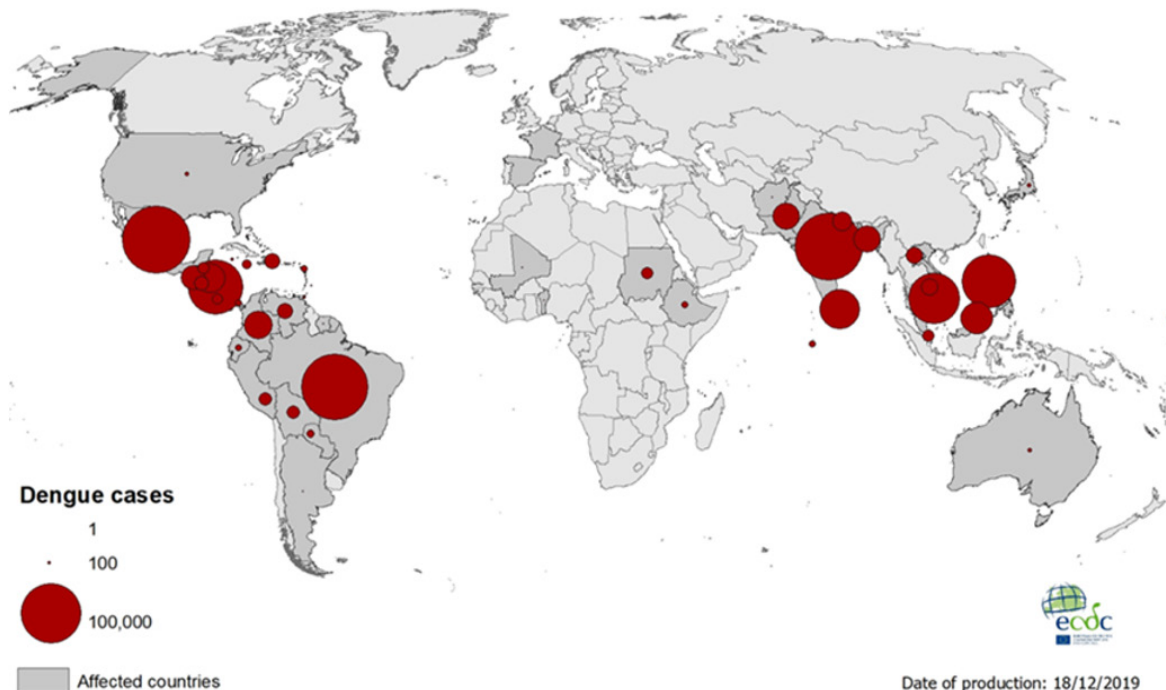 Dengue cases
1
100
100,000
Affected countries
ecdc
Date of production: 18/12/2019